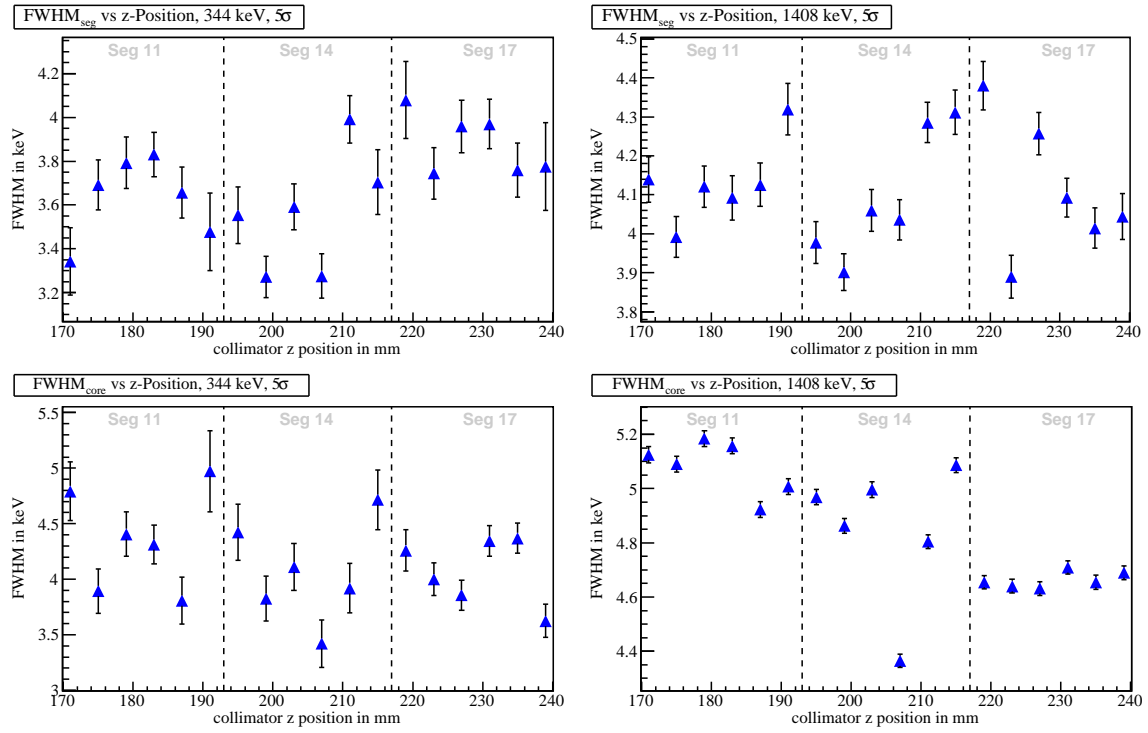 FWHM_seg vs z-Position, 344 keV, 5σ
Seg 11 Seg 14 Seg 17
FWHM in keV
4.2
4
3.8
3.6
3.4
3.2
170 180 190 200 210 220 230 240
collimator z position in mm
FWHM_seg vs z-Position, 1408 keV, 5σ
Seg 11 Seg 14 Seg 17
FWHM in keV
4.5
4.4
4.3
4.2
4.1
4
3.9
3.8
170 180 190 200 210 220 230 240
collimator z position in mm
FWHM_core vs z-Position, 344 keV, 5σ
Seg 11 Seg 14 Seg 17
FWHM in keV
5.5
5
4.5
4
3.5
3
170 180 190 200 210 220 230 240
collimator z position in mm
FWHM_core vs z-Position, 1408 keV, 5σ
Seg 11 Seg 14 Seg 17
FWHM in keV
5.2
5
4.8
4.6
4.4
170 180 190 200 210 220 230 240
collimator z position in mm